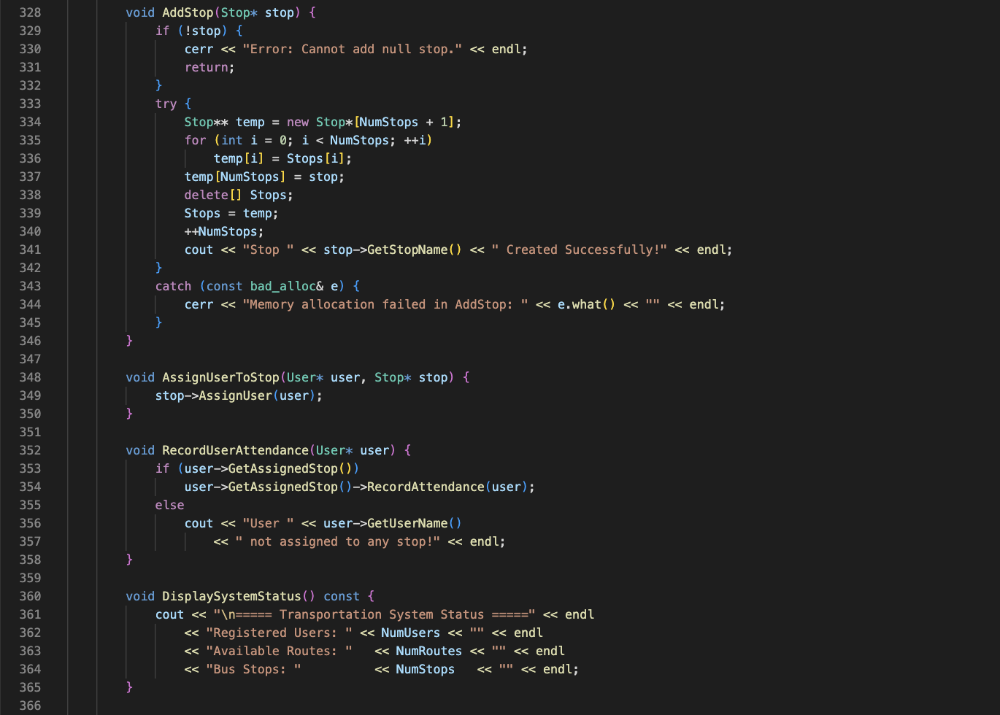 328 void AddStop(Stop* stop) {
329 if (!stop) {
330 cerr << "Error: Cannot add null stop." << endl;
331 return;
332 }
333 try {
334 Stop** temp = new Stop*[NumStops + 1];
335 for (int i = 0; i < NumStops; ++i)
336 temp[i] = Stops[i];
337 temp[NumStops] = stop;
338 delete[] Stops;
339 Stops = temp;
340 ++NumStops;
341 cout << "Stop " << stop->GetStopName() << " Created Successfully!" << endl;
342 }
343 catch (const bad_alloc& e) {
344 cerr << "Memory allocation failed in AddStop: " << e.what() << "" << endl;
345 }
346 }
347
348 void AssignUserToStop(User* user, Stop* stop) {
349 stop->AssignUser(user);
350 }
351
352 void RecordUserAttendance(User* user) {
353 if (user->GetAssignedStop())
354 user->GetAssignedStop()->RecordAttendance(user);
355 else
356 cout << "User " << user->GetUserName()
357 << " not assigned to any stop!" << endl;
358 }
359
360 void DisplaySystemStatus() const {
361 cout << "\n===== Transportation System Status =====" << endl
362 << "Registered Users: " << NumUsers << "" << endl
363 << "Available Routes: "   << NumRoutes << "" << endl
364 << "Bus Stops: "          << NumStops   << "" << endl;
365 }
366